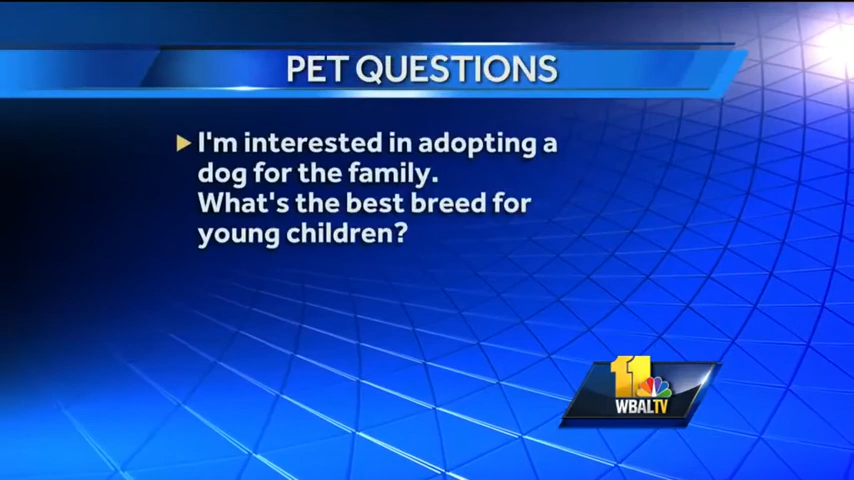 PET QUESTIONS
I'm interested in adopting a
dog for the family.
What's the best breed for
young children?
11
WBALTV